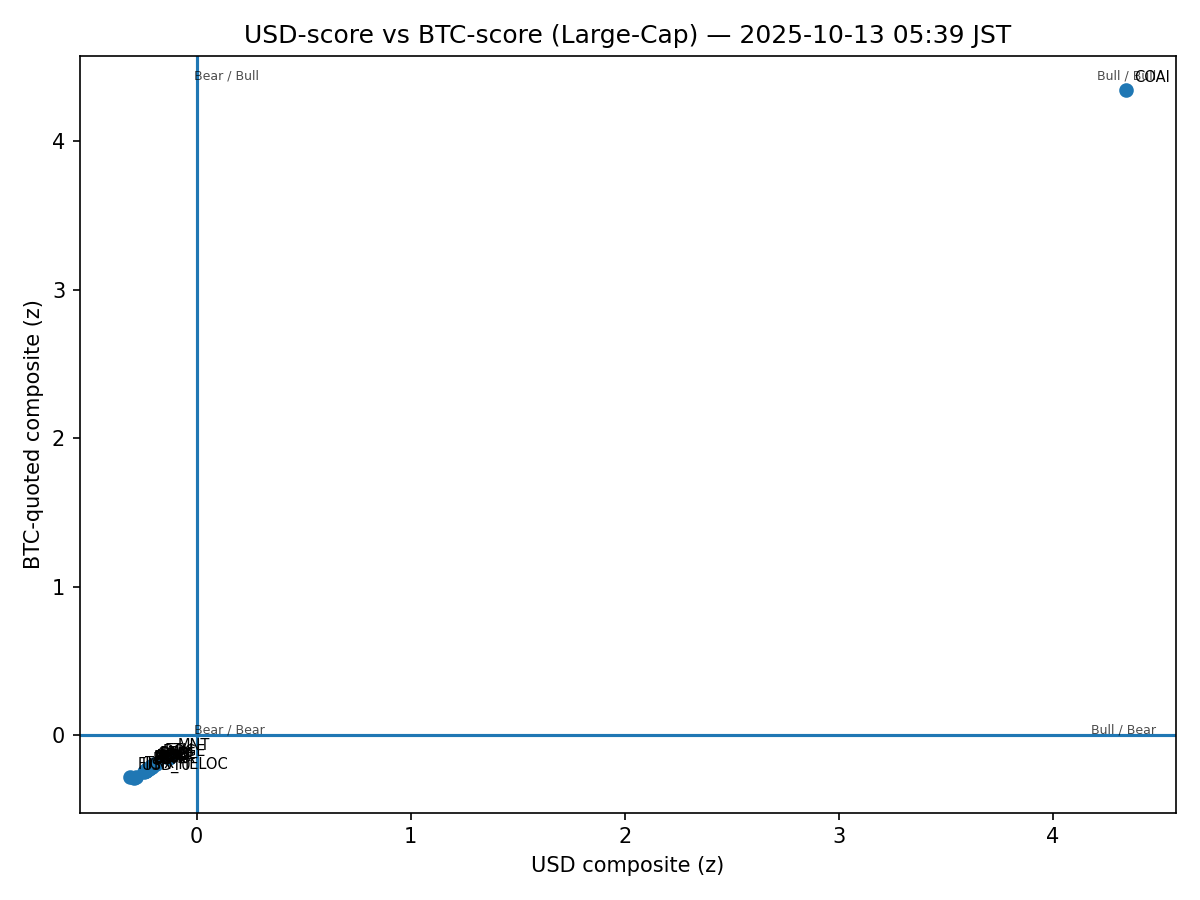 USD-score vs BTC-score (Large-Cap) — 2025-10-13 05:39 JST
Bear / Bull
Bull / Bull
COAI
4
3
2
1
0
BTC-quoted composite (z)
Bear / Bear
Bull / Bear
MNT
0
1
2
3
4
USD composite (z)